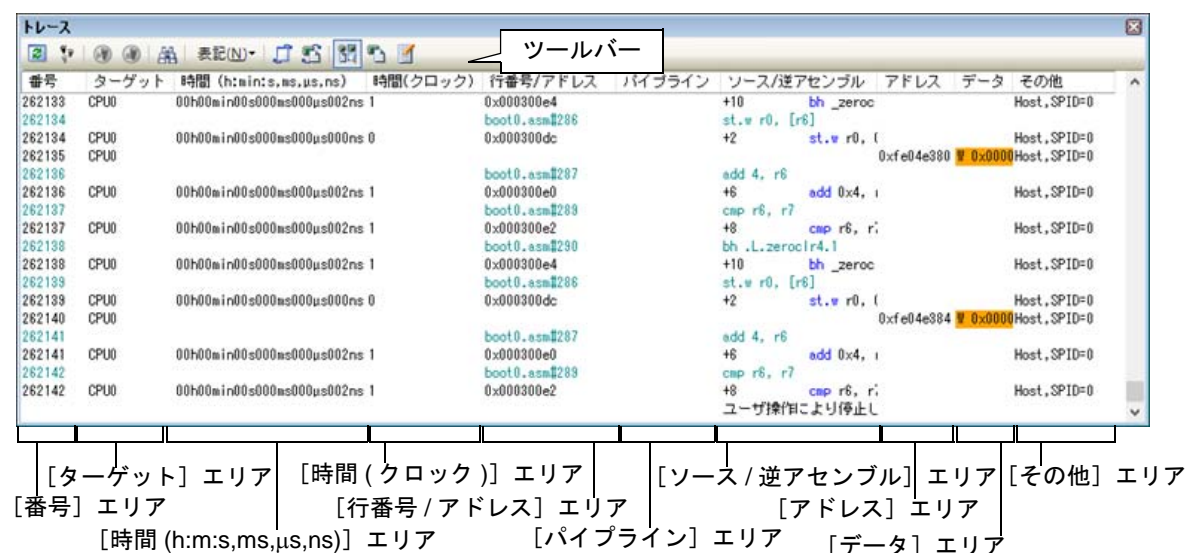 トレース
表記(N)▾
ツールバー
番号 ターゲット 時間 (h:min:s,ms,μs,ns) 時間(クロック) 行番号/アドレス パイプライン ソース/逆アセンブル アドレス データ その他
262133 CPU0 00h00min00s000ms000μs002ns 1 0x000300e4 +10 bh _zeroc Host,SPID=0
262134 boot0.asm#286 st.w r0, [r6]
262134 CPU0 00h00min00s000ms000μs000ns 0 0x000300dc +2 st.w r0, ( Host,SPID=0
262135 CPU0 0xfe04e380 W 0x0000 Host,SPID=0
262136 boot0.asm#287 add 4, r6
262136 CPU0 00h00min00s000ms000μs002ns 1 0x000300e0 +6 add 0x4, Host,SPID=0
262137 boot0.asm#289 cmp r6, r7
262137 CPU0 00h00min00s000ms000μs002ns 1 0x000300e2 +8 cmp r6, r Host,SPID=0
262138 boot0.asm#290 bh .L.zeroclr4.1
262138 CPU0 00h00min00s000ms000μs002ns 1 0x000300e4 +10 bh _zeroc Host,SPID=0
262139 boot0.asm#286 st.w r0, [r6]
262139 CPU0 00h00min00s000ms000μs000ns 0 0x000300dc +2 st.w r0, ( Host,SPID=0
262140 CPU0 0xfe04e384 W 0x0000 Host,SPID=0
262141 boot0.asm#287 add 4, r6
262141 CPU0 00h00min00s000ms000μs002ns 1 0x000300e0 +6 add 0x4, Host,SPID=0
262142 boot0.asm#289 cmp r6, r7
262142 CPU0 00h00min00s000ms000μs002ns 1 0x000300e2 +8 cmp r6, r Host,SPID=0
ユーザ操作により停止し
[ターゲット] エリア [時間 (クロック)] エリア [ソース / 逆アセンブル] エリア [その他] エリア
[番号] エリア [行番号 / アドレス] エリア [アドレス] エリア
[時間 (h:m:s,ms,μs,ns)] エリア [パイプライン] エリア [データ] エリア